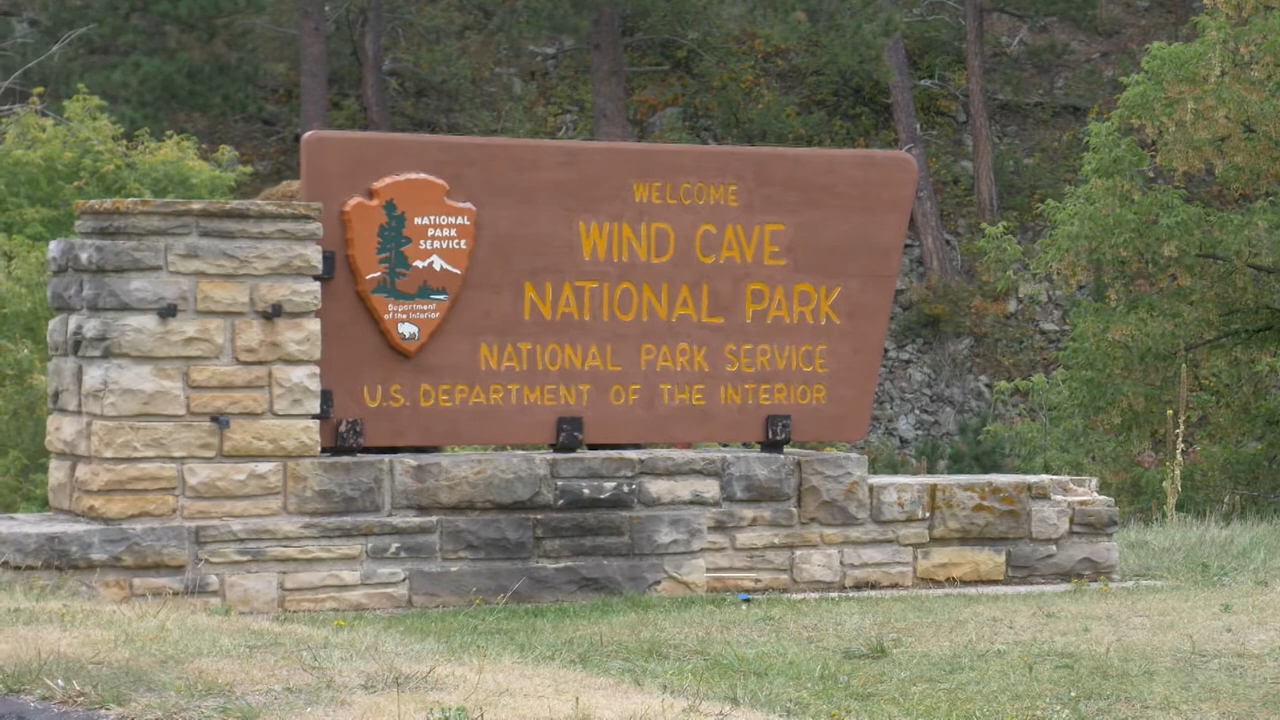 NATIONAL
PARK
SERVICE
Department
of the Interior
WELCOME
WIND CAVE
NATIONAL PARK
NATIONAL PARK SERVICE
U.S. DEPARTMENT OF THE INTERIOR